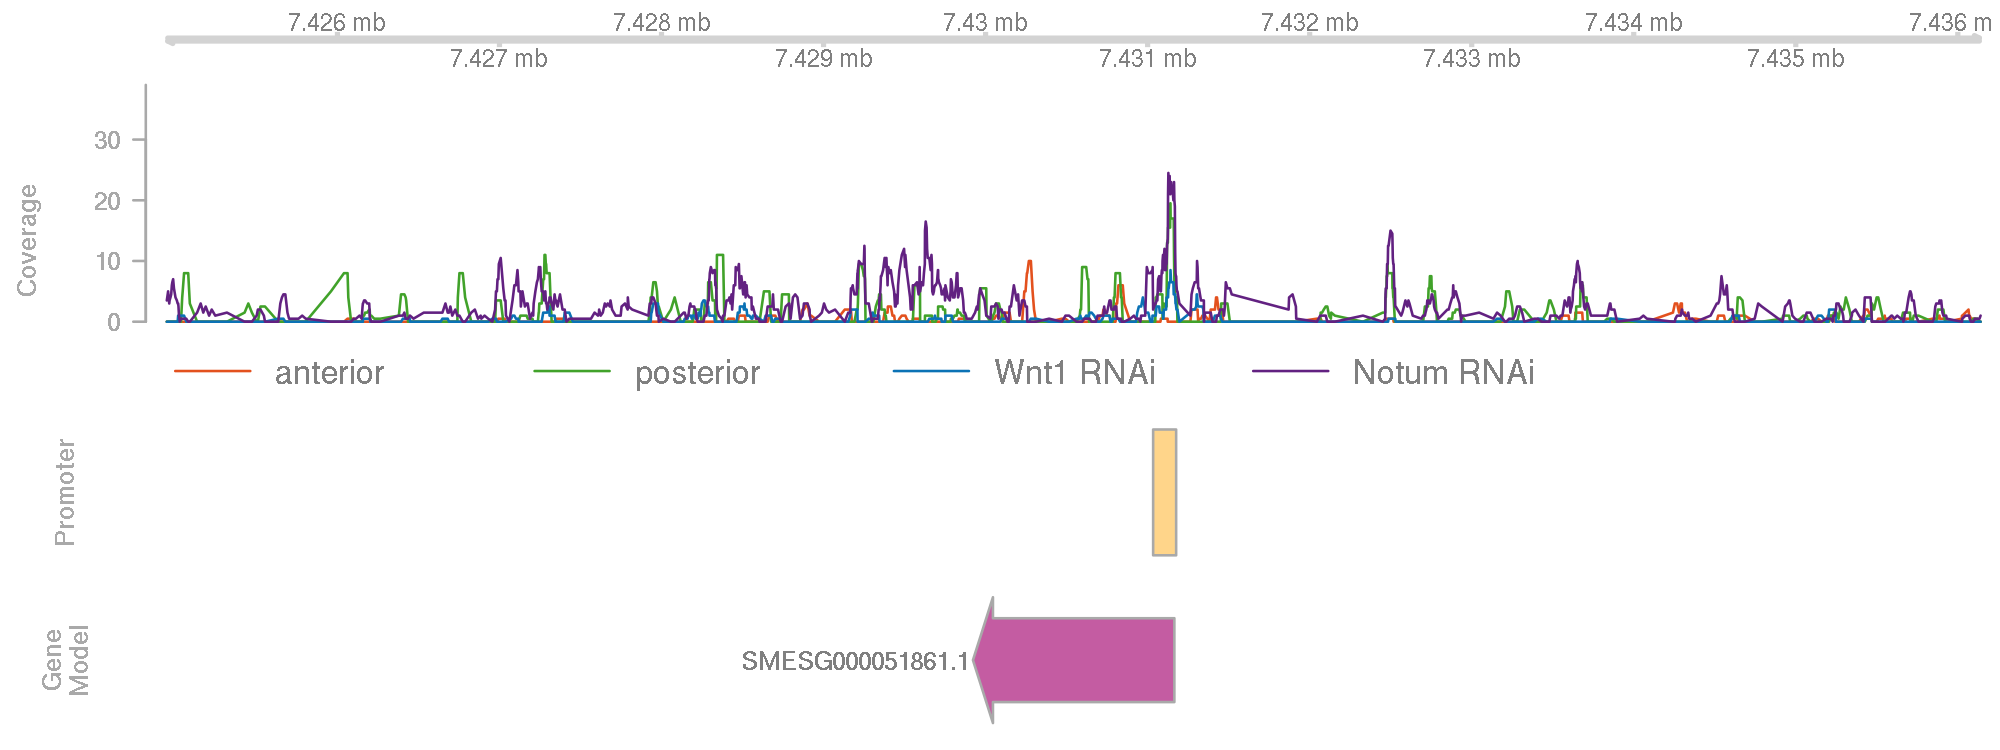 7.426 mb 7.428 mb 7.43 mb 7.432 mb 7.434 mb 7.436 m
7.427 mb 7.429 mb 7.431 mb 7.433 mb 7.435 mb
Coverage
30
20
10
0
anterior posterior Wnt1 RNAi Notum RNAi
Promoter
Gene
Model
SMESG000051861.1